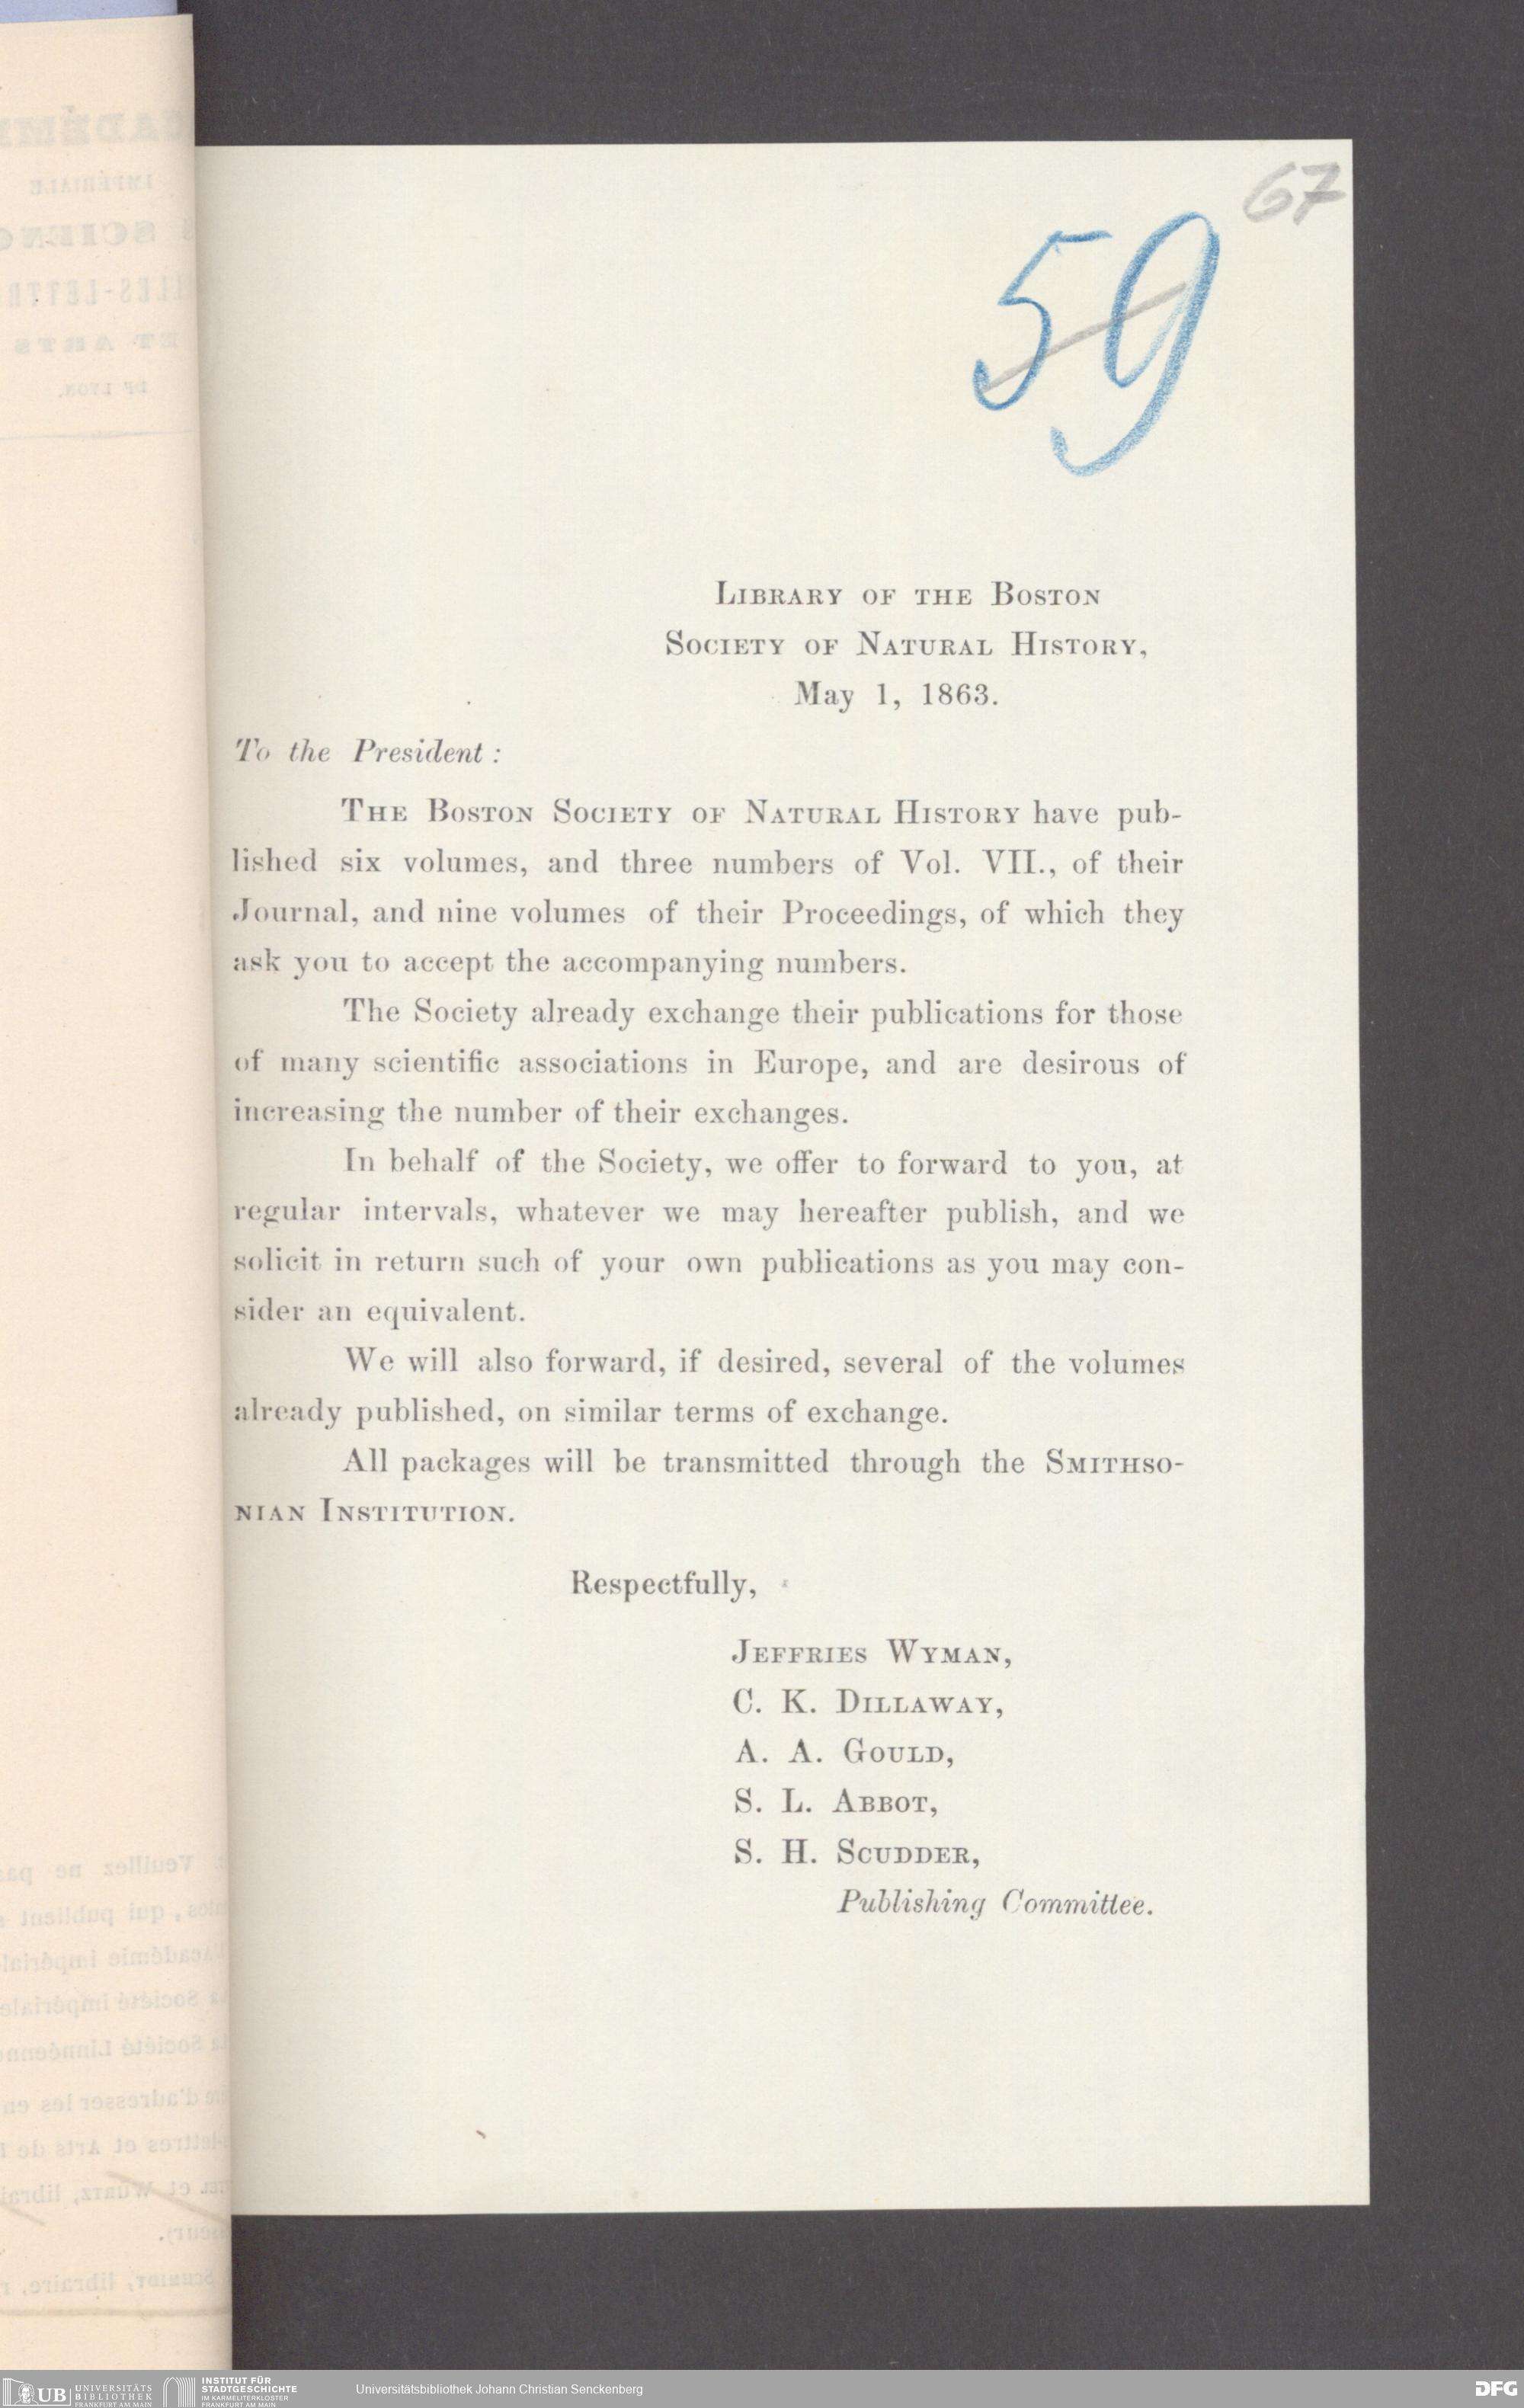 67
59
LIBRARY OF THE BOSTON
SOCIETY OF NATURAL HISTORY,
May 1, 1863.
To the President :
THE BOSTON SOCIETY OF NATURAL HISTORY have pub-
lished six volumes, and three numbers of Vol. VII., of their
Journal, and nine volumes of their Proceedings, of which they
ask you to accept the accompanying numbers.
The Society already exchange their publications for those
of many scientific associations in Europe, and are desirous of
increasing the number of their exchanges.
In behalf of the Society, we offer to forward to you, at
regular intervals, whatever we may hereafter publish, and we
solicit in return such of your own publications as you may con-
sider an equivalent.
We will also forward, if desired, several of the volumes
already published, on similar terms of exchange.
All packages will be transmitted through the SMITHSO-
NIAN INSTITUTION.
Respectfully,
JEFFRIES WYMAN,
C. K. DILLAWAY,
A. A. GOULD,
S. L. ABBOT,
S. H. SCUDDER,
Publishing Committee.
UB UNIVERSITÄTS
BIBLIOTHEK
FRANKFURT AM MAIN
INSTITUT FÜR
STADTGESCHICHTE
IM KARMELITERKLOSTER
FRANKFURT AM MAIN
Universitätsbibliothek Johann Christian Senckenberg
DFG